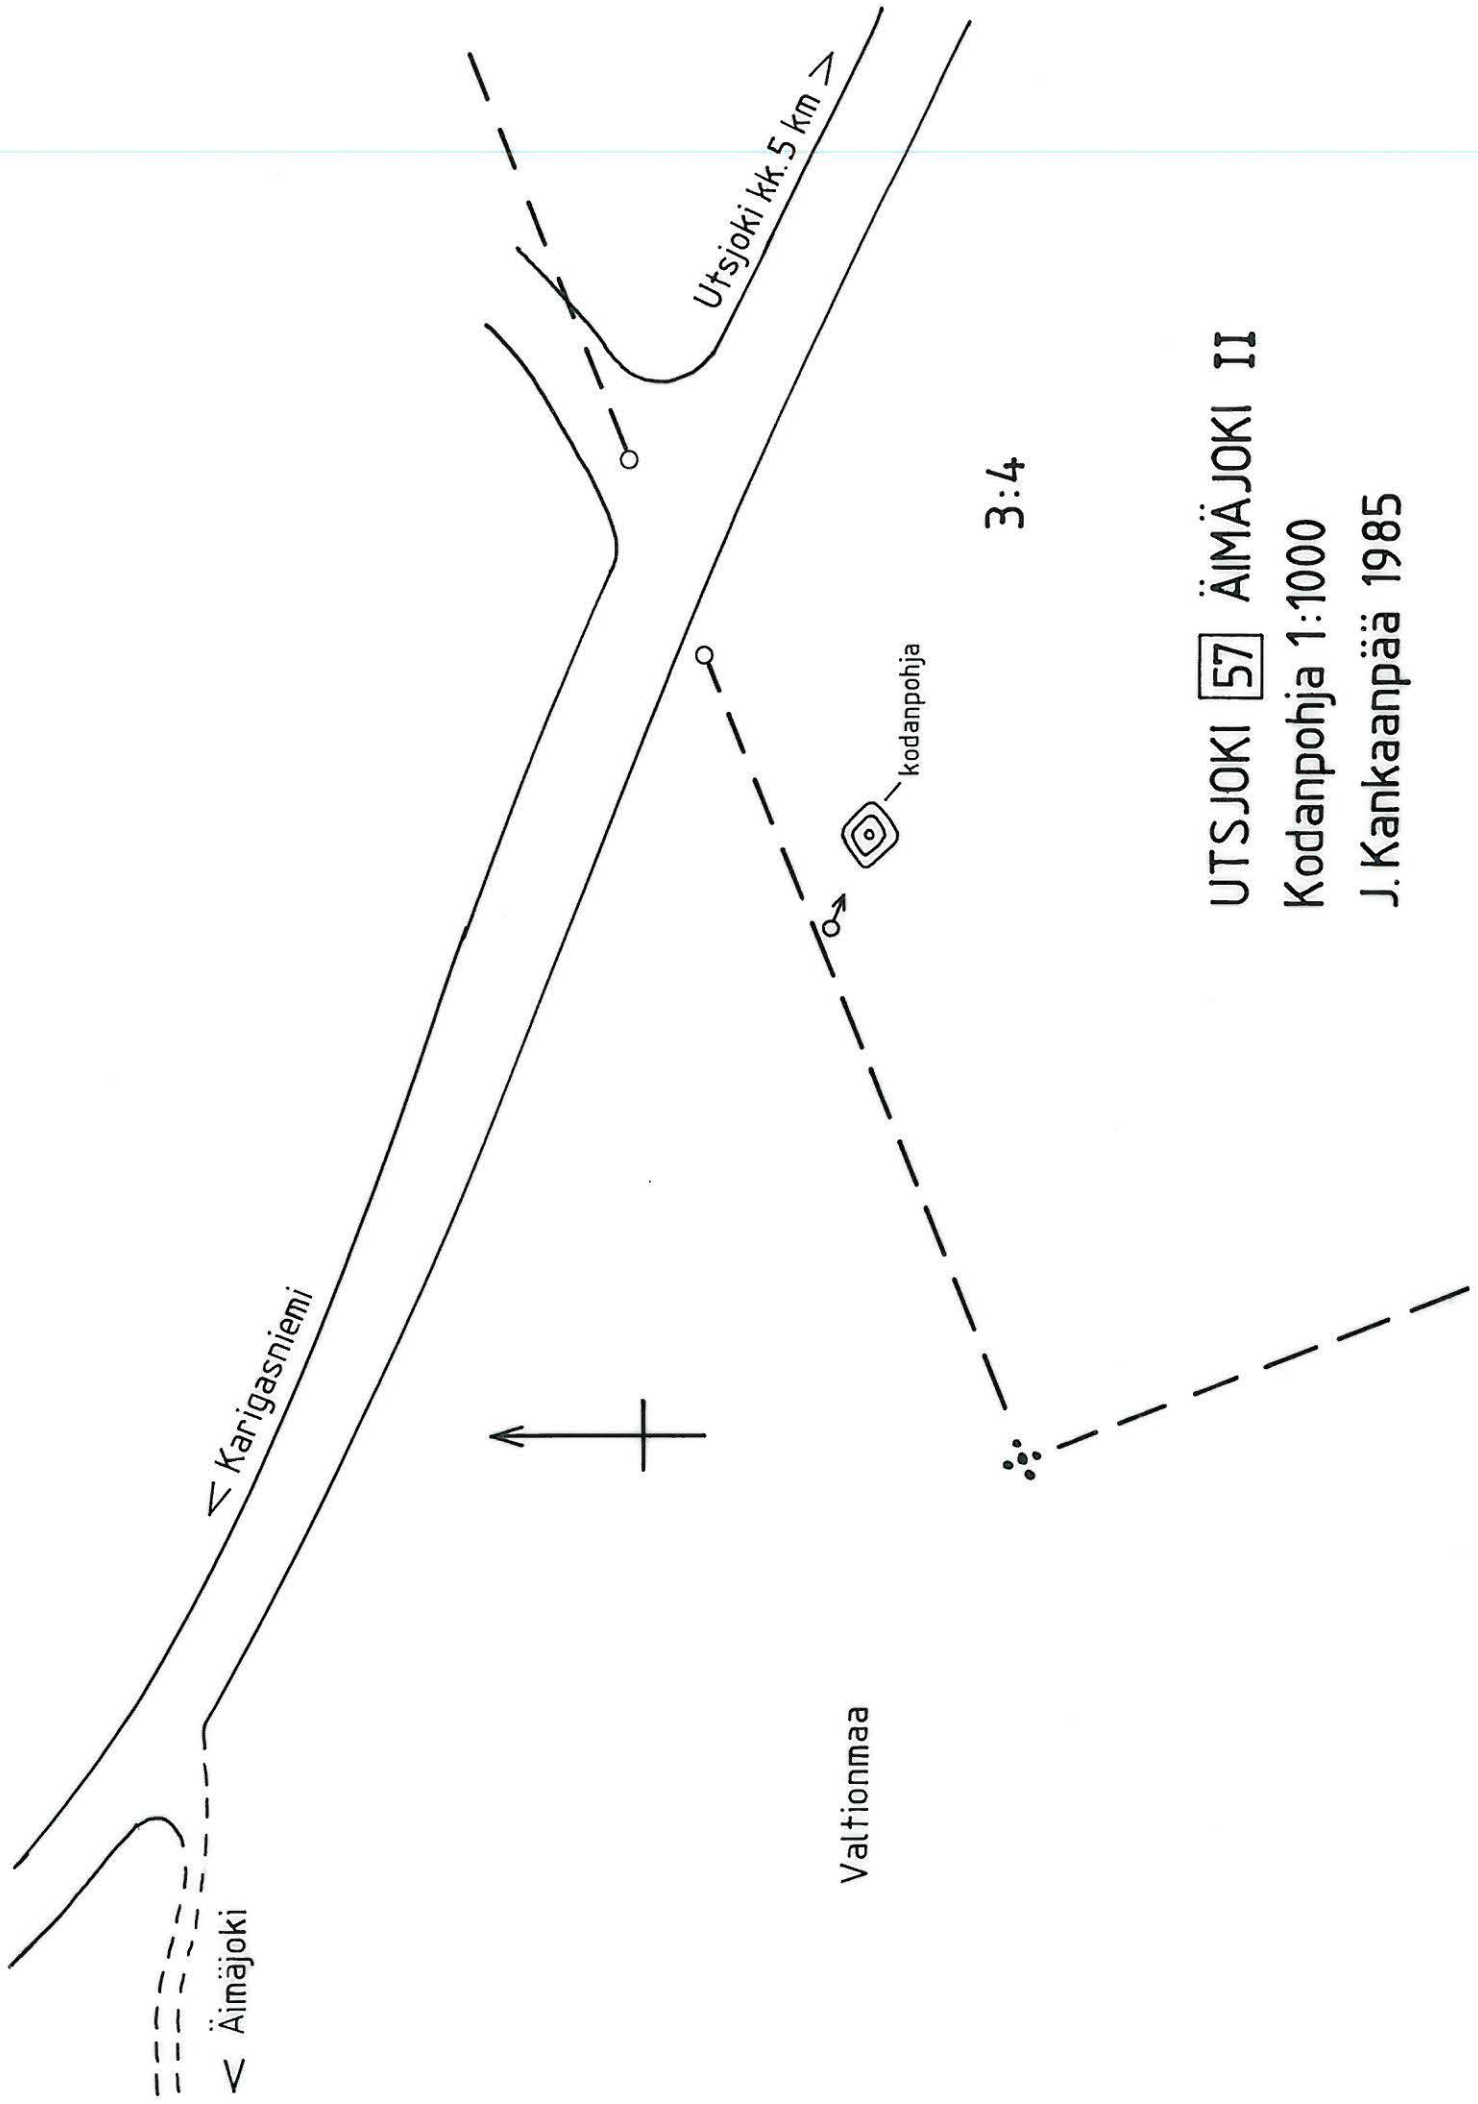 < Äimäjoki
< Karigasniemi
Utsjoki kk.5 km >
Valtionmaa
kodanpohja
3:4
UTSJOKI 57 ÄIMÄJOKI II
Kodanpohja 1:1000
J.Kankaanpää 1985